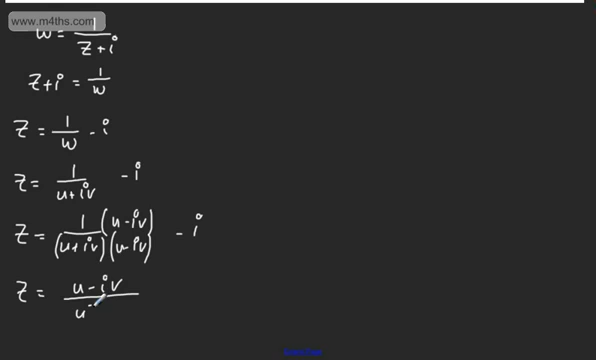 www.m4ths.com
w = 1/(z+i)
z+i = 1/w
z = 1/w - i
z = 1/(u+iv) - i
z = 1(u-iv)/(u+iv)(u-iv) - i
z = (u-iv)/u